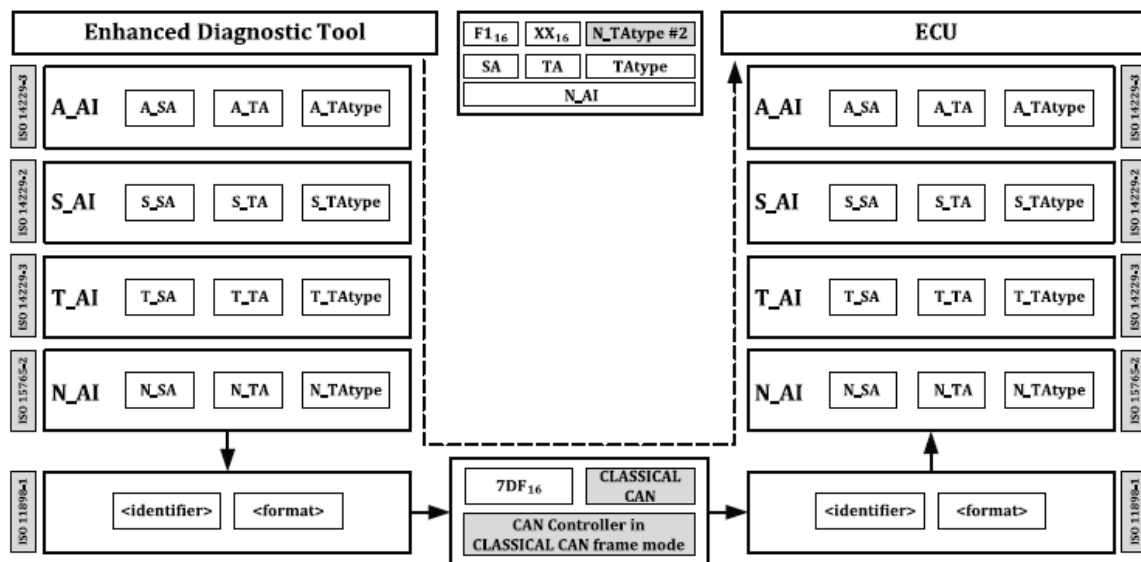 Enhanced Diagnostic Tool
F1₁₆ XX₁₆ N_TAtype #2
SA TA TAtype
N_AI
ECU
ISO 14229-3
A_AI A_SA A_TA A_TAtype
A_AI A_SA A_TA A_TAtype
ISO 14229-3
ISO 14229-2
S_AI S_SA S_TA S_TAtype
S_AI S_SA S_TA S_TAtype
ISO 14229-2
ISO 14229-3
T_AI T_SA T_TA T_TAtype
T_AI T_SA T_TA T_TAtype
ISO 14229-3
ISO 15765-2
N_AI N_SA N_TA N_TAtype
N_AI N_SA N_TA N_TAtype
ISO 15765-2
ISO 11898-1
<identifier> <format>
7DF₁₆
CLASSICAL
CAN
CAN Controller in
CLASSICAL CAN frame mode
<identifier> <format>
ISO 11898-1